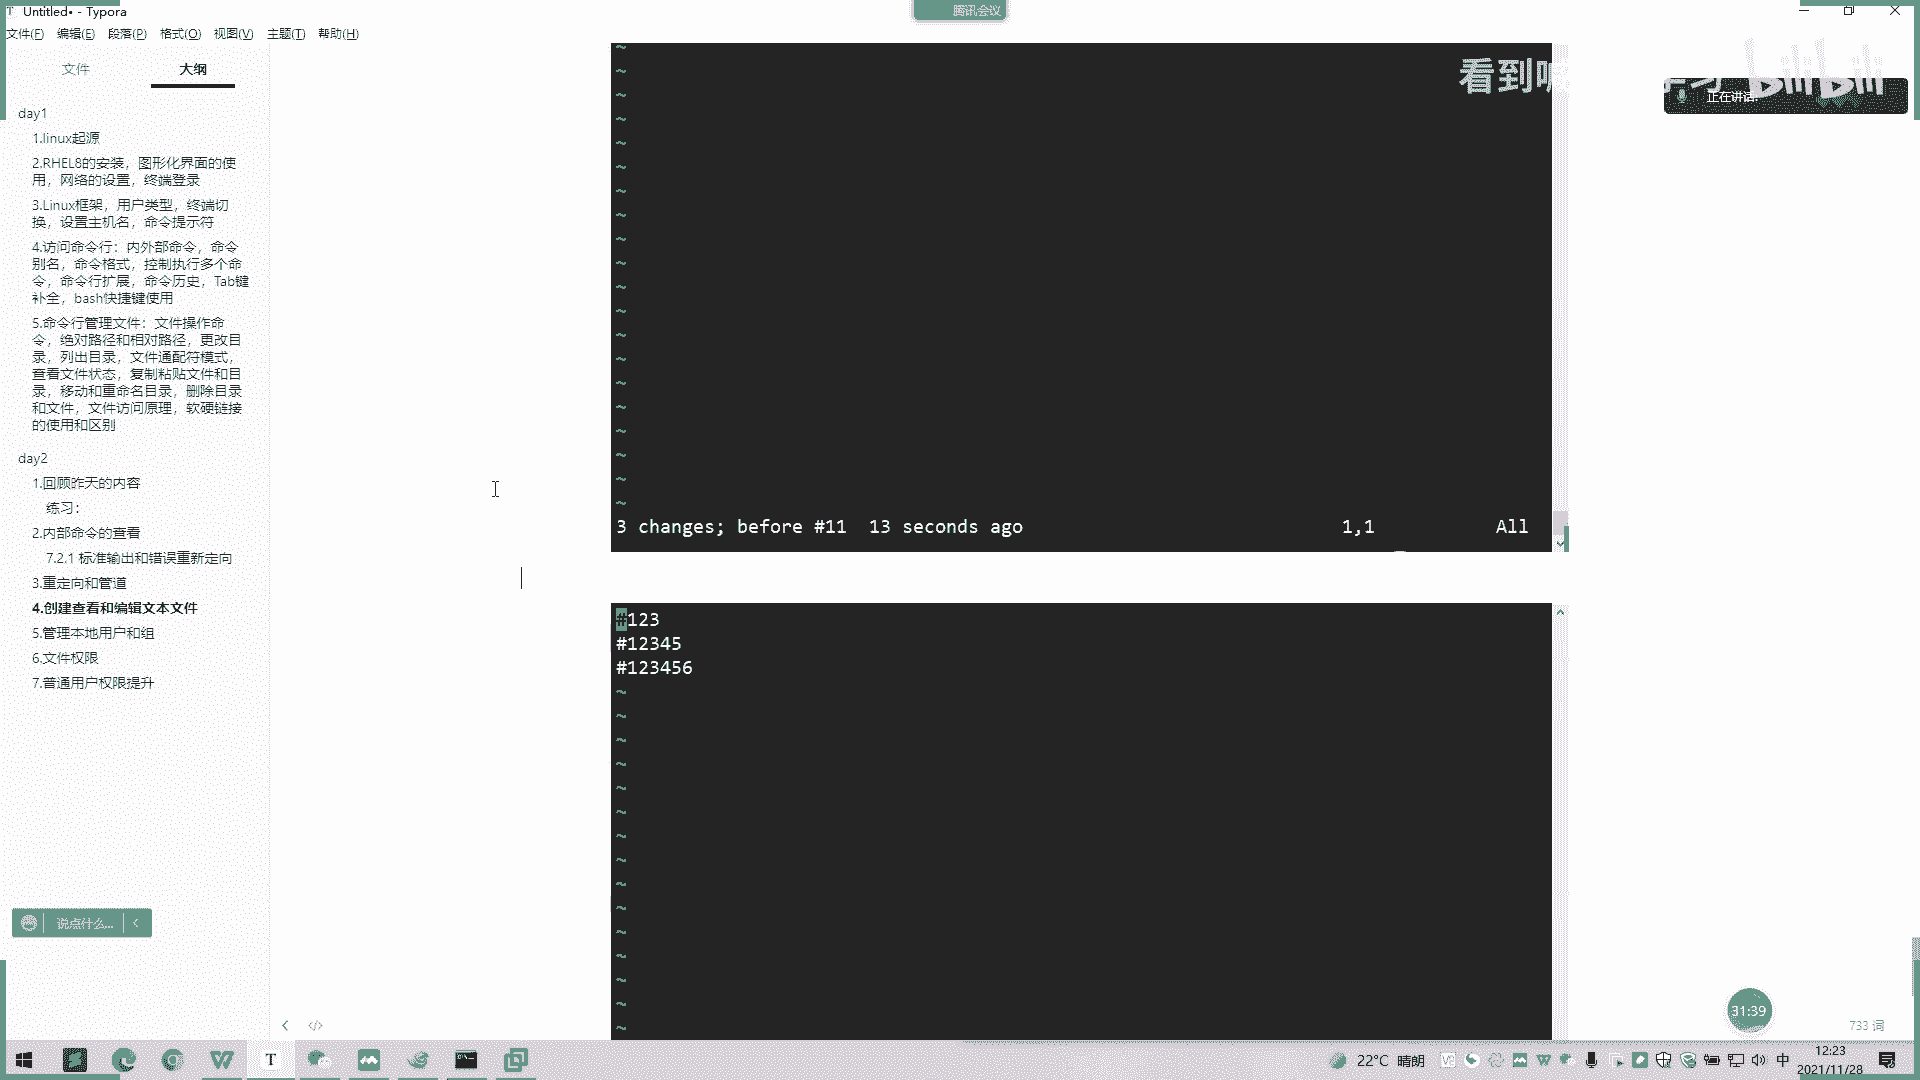 Untitled• - Typora
腾讯会议
文件(F) 编辑(E) 段落(P) 格式(O) 视图(V) 主题(T) 帮助(H)
文件 大纲
看到
bilibili
正在讲话:
day1
1.linux起源
2.RHEL8的安装，图形化界面的使
用，网络的设置，终端登录
3.Linux框架，用户类型，终端切
换，设置主机名，命令提示符
4.访问命令行：内外部命令，命令
别名，命令格式，控制执行多个命
令，命令行扩展，命令历史，Tab键
补全，bash快捷键使用
5.命令行管理文件：文件操作命
令，绝对路径和相对路径，更改目
录，列出目录，文件通配符模式，
查看文件状态，复制粘贴文件和目
录，移动和重命名目录，删除目录
和文件，文件访问原理，软硬链接
的使用和区别
day2
1.回顾昨天的内容
练习：
2.内部命令的查看
7.2.1 标准输出和错误重新定向
3.重定向和管道
4.创建查看和编辑文本文件
5.管理本地用户和组
6.文件权限
7.普通用户权限提升
3 changes; before #11 13 seconds ago 1,1 All
#123
#12345
#123456
说点什么...
31:39
733 词
22°C 晴朗
中
12:23
2021/11/28